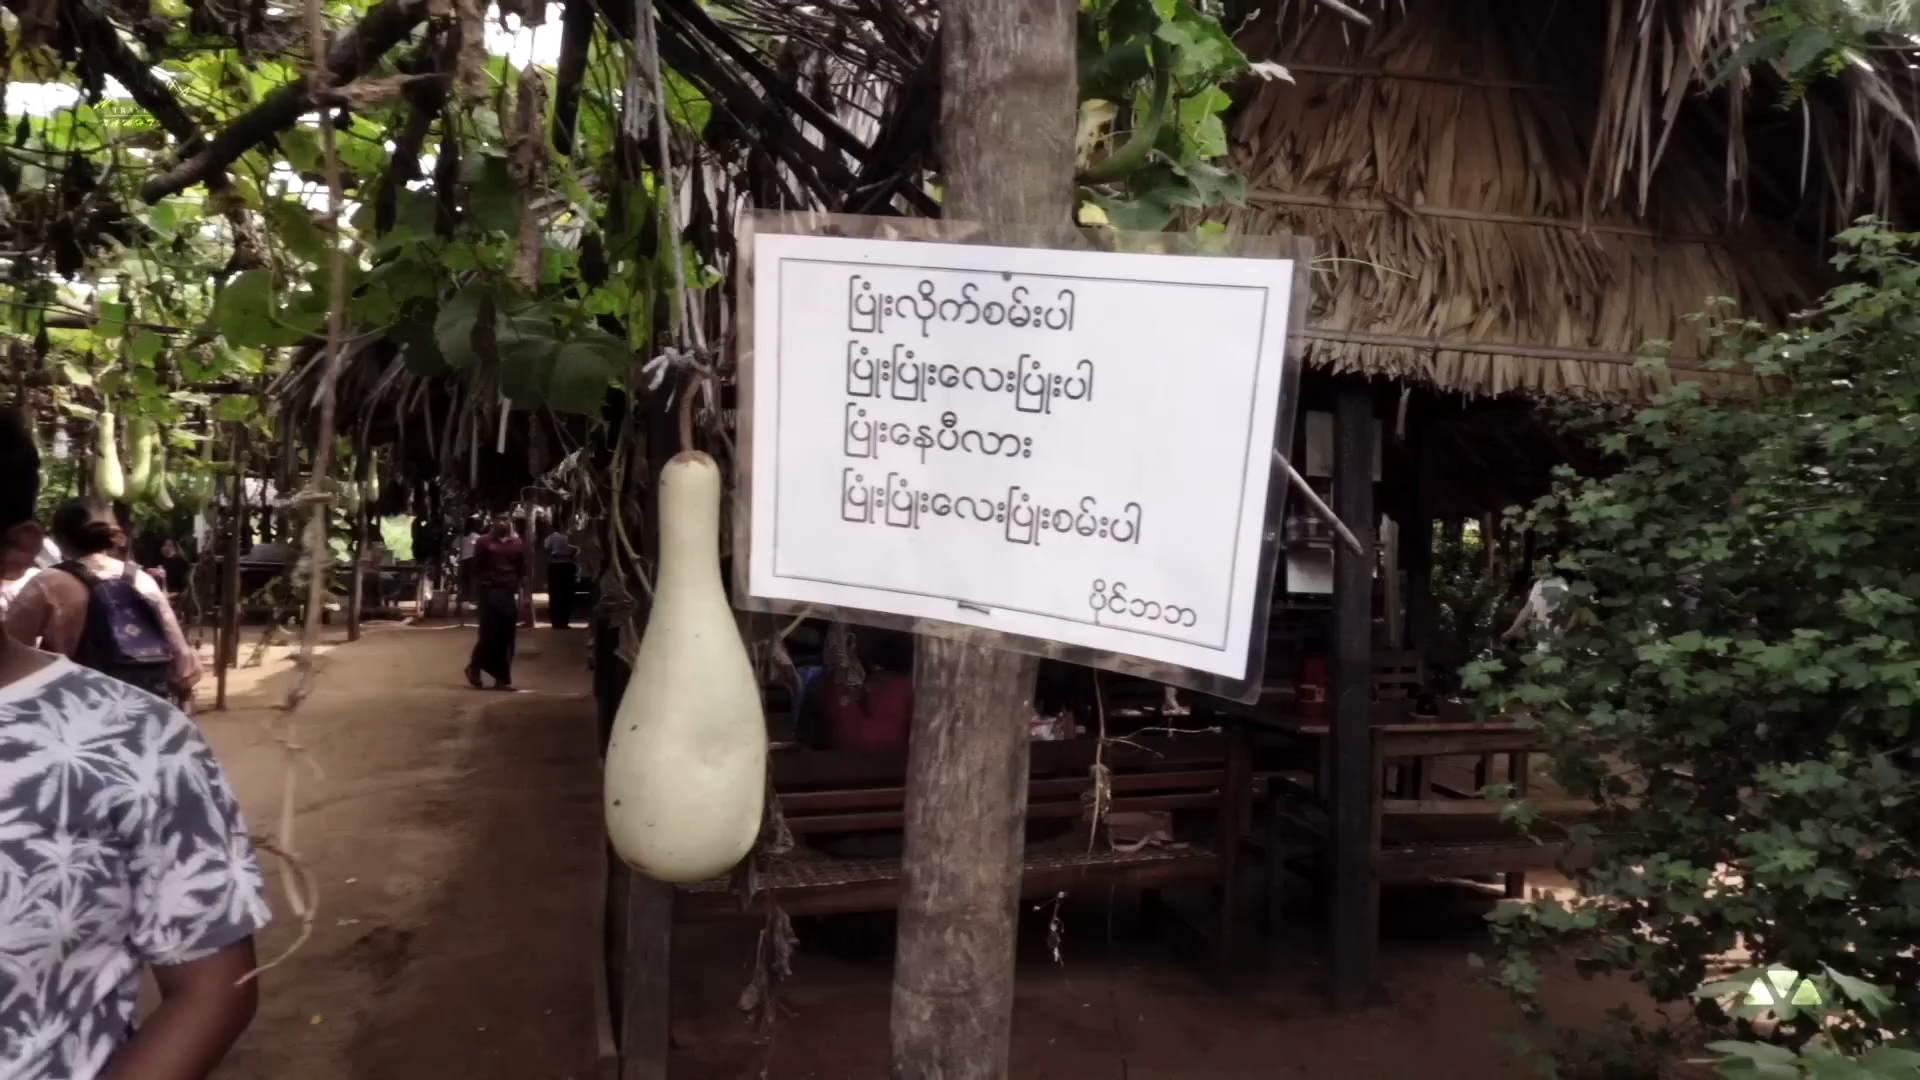 ပြုံးလိုက်စမ်းပါ
ပြုံးပြုံးလေးပြုံးပါ
ပြုံးနေပီလား
ပြုံးပြုံးလေးပြုံးစမ်းပါ
ပိုင်ဘဘ